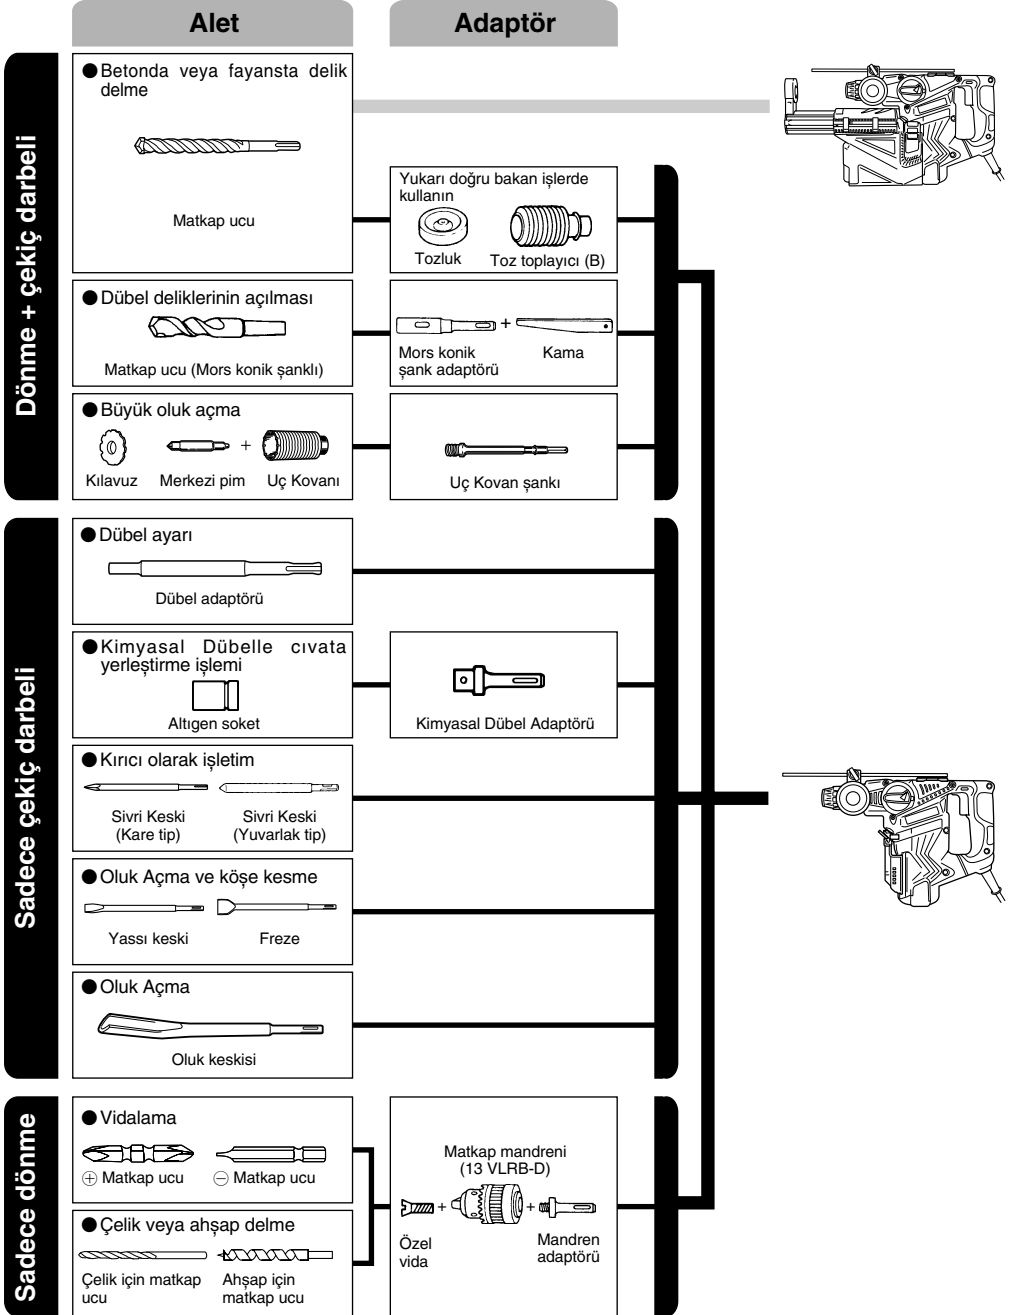 Alet
Adaptör
Dönme + çekiç darbeli
● Betonda veya fayansta delik
delme
Matkap ucu
Yukarı doğru bakan işlerde
kullanın
Tozluk
Toz toplayıcı (B)
● Dübel deliklerinin açılması
Matkap ucu (Mors konik şanklı)
+
Mors konik
şank adaptörü
Kama
● Büyük oluk açma
+
Kılavuz
Merkezi pim
Uç Kovanı
Uç Kovan şankı
Sadece çekiç darbeli
● Dübel ayarı
Dübel adaptörü
● Kimyasal Dübelle cıvata
yerleştirme işlemi
Altıgen soket
Kimyasal Dübel Adaptörü
● Kırıcı olarak işletim
Sivri Keski
(Kare tip)
Sivri Keski
(Yuvarlak tip)
● Oluk Açma ve köşe kesme
Yassı keski
Freze
● Oluk Açma
Oluk keskisi
Sadece dönme
● Vidalama
⊕ Matkap ucu
⊖ Matkap ucu
● Çelik veya ahşap delme
Çelik için matkap
ucu
Ahşap için
matkap ucu
Matkap mandreni
(13 VLRB-D)
+
+
Özel
vida
Mandren
adaptörü